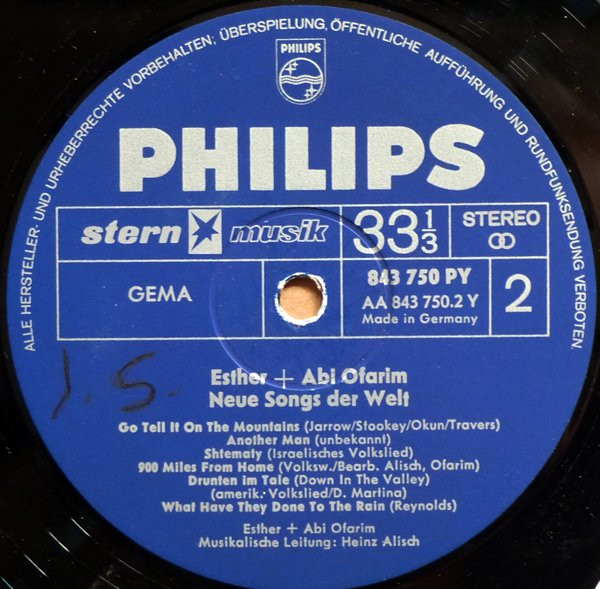 ALLE HERSTELLER- UND URHEBERRECHTE VORBEHALTEN; ÜBERSPIELUNG, ÖFFENTLICHE AUFFÜHRUNG UND RUNDFUNKSENDUNG VERBOTEN.
PHILIPS
PHILIPS
stern musik
33 1/3
STEREO
GEMA
843 750 PY
AA 843 750.2 Y
Made in Germany
2
J.S.
Esther + Abi Ofarim
Neue Songs der Welt
Go Tell It On The Mountains (Jarrow/Stookey/Okun/Travers)
Another Man (unbekannt)
Shtematy (Israelisches Volkslied)
900 Miles From Home (Volksw./Bearb. Alisch, Ofarim)
Drunten im Tale (Down In The Valley)
(amerik. Volkslied/D. Martina)
What Have They Done To The Rain (Reynolds)
Esther + Abi Ofarim
Musikalische Leitung: Heinz Alisch